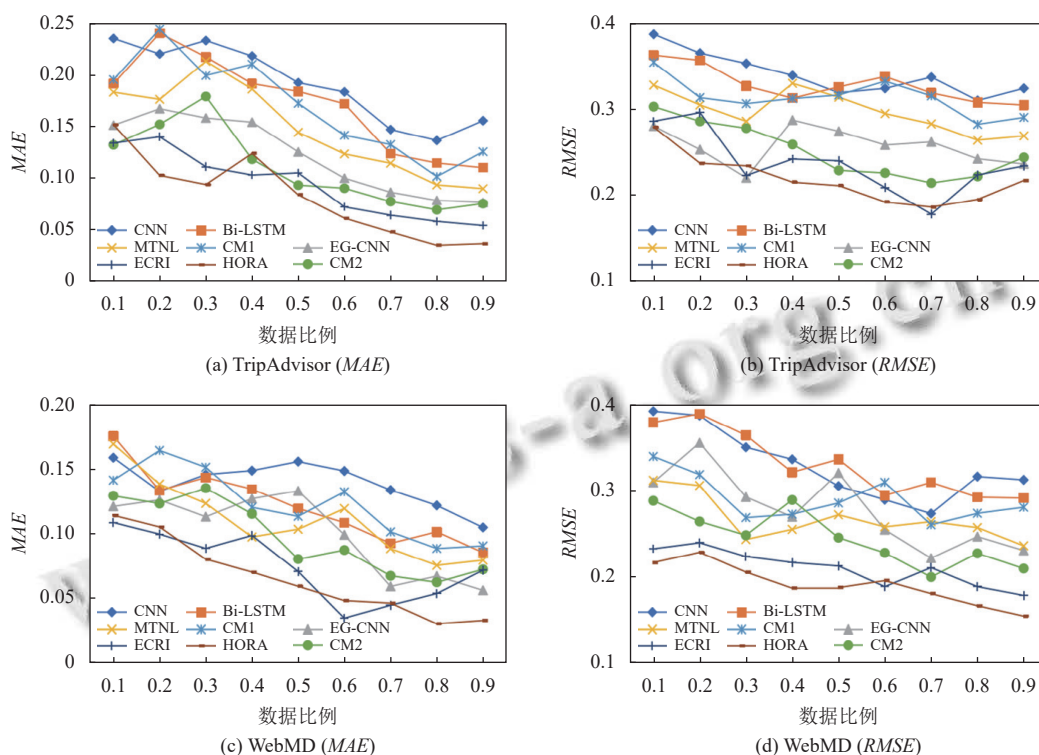 0.25
0.20
0.15
0.10
0.05
0
MAE
CNN Bi-LSTM
MTNL CM1 EG-CNN
ECRI HORA CM2
0.1 0.2 0.3 0.4 0.5 0.6 0.7 0.8 0.9
数据比例
(a) TripAdvisor (MAE)
0.4
0.3
0.2
0.1
RMSE
CNN Bi-LSTM
MTNL CM1 EG-CNN
ECRI HORA CM2
0.1 0.2 0.3 0.4 0.5 0.6 0.7 0.8 0.9
数据比例
(b) TripAdvisor (RMSE)
0.20
0.15
0.10
0.05
0
MAE
CNN Bi-LSTM
MTNL CM1 EG-CNN
ECRI HORA CM2
0.1 0.2 0.3 0.4 0.5 0.6 0.7 0.8 0.9
数据比例
(c) WebMD (MAE)
0.4
0.3
0.2
0.1
RMSE
CNN Bi-LSTM
MTNL CM1 EG-CNN
ECRI HORA CM2
0.1 0.2 0.3 0.4 0.5 0.6 0.7 0.8 0.9
数据比例
(d) WebMD (RMSE)